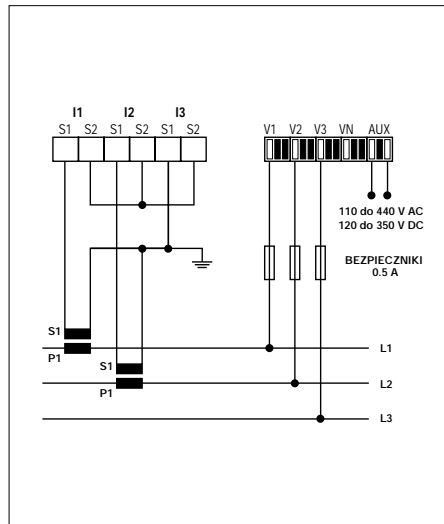 I1 I2 I3
S1 S2 S1 S2 S1 S2
V1 V2 V3 VN AUX
110 do 440 V AC
120 do 350 V DC
BEZPIECZNIKI
0.5 A
S1
P1
L1
S1
P1
L2
L3